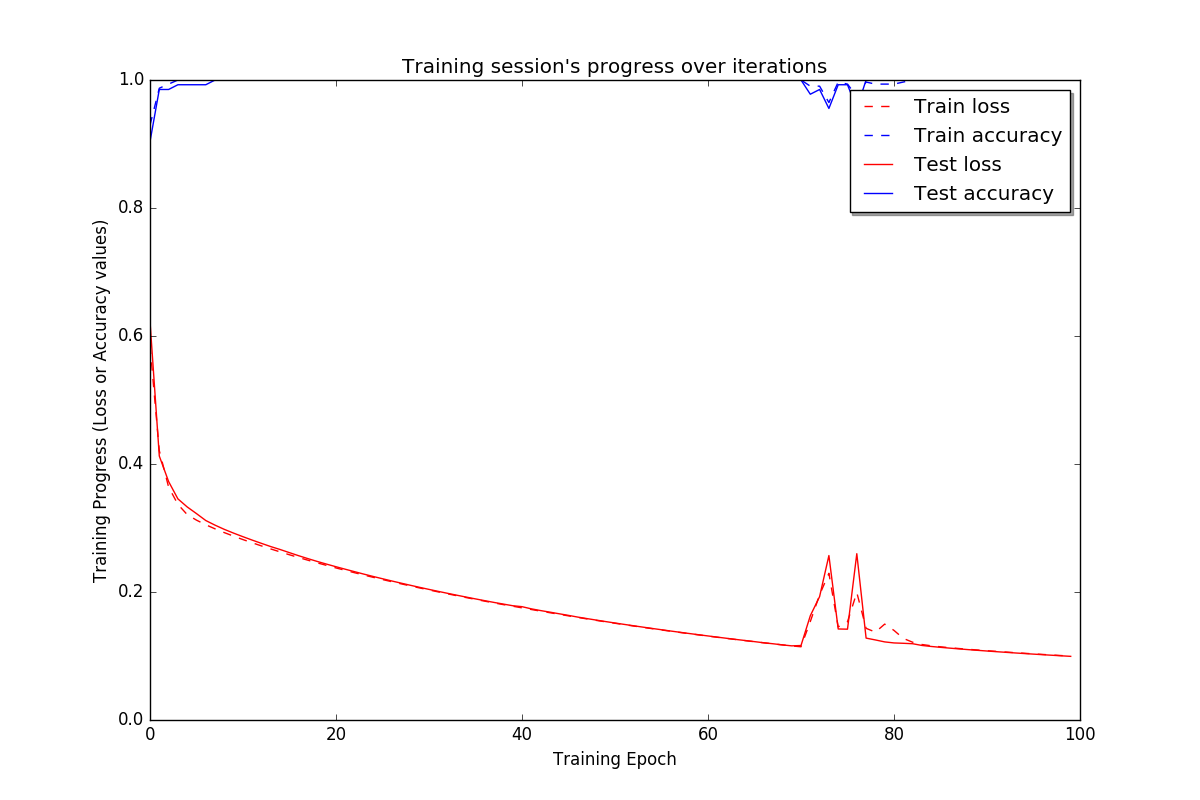 Training session's progress over iterations
1.0
0.8
0.6
0.4
0.2
0.0
Training Progress (Loss or Accuracy values)
Train loss
Train accuracy
Test loss
Test accuracy
0 20 40 60 80 100
Training Epoch